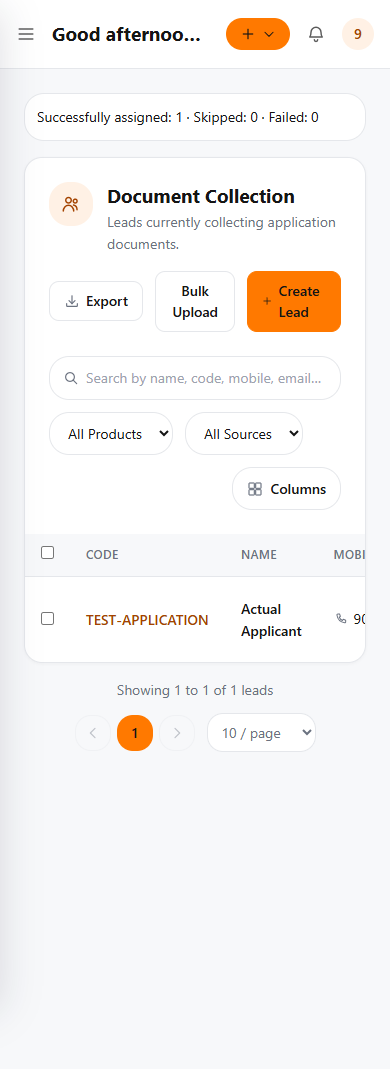 Good afternoo...
9
Successfully assigned: 1 · Skipped: 0 · Failed: 0
Document Collection
Leads currently collecting application
documents.
Export
Bulk
Upload
+ Create
Lead
Search by name, code, mobile, email...
All Products
All Sources
Columns
CODE
NAME
MOBI
TEST-APPLICATION
Actual
Applicant
90
Showing 1 to 1 of 1 leads
1
10 / page